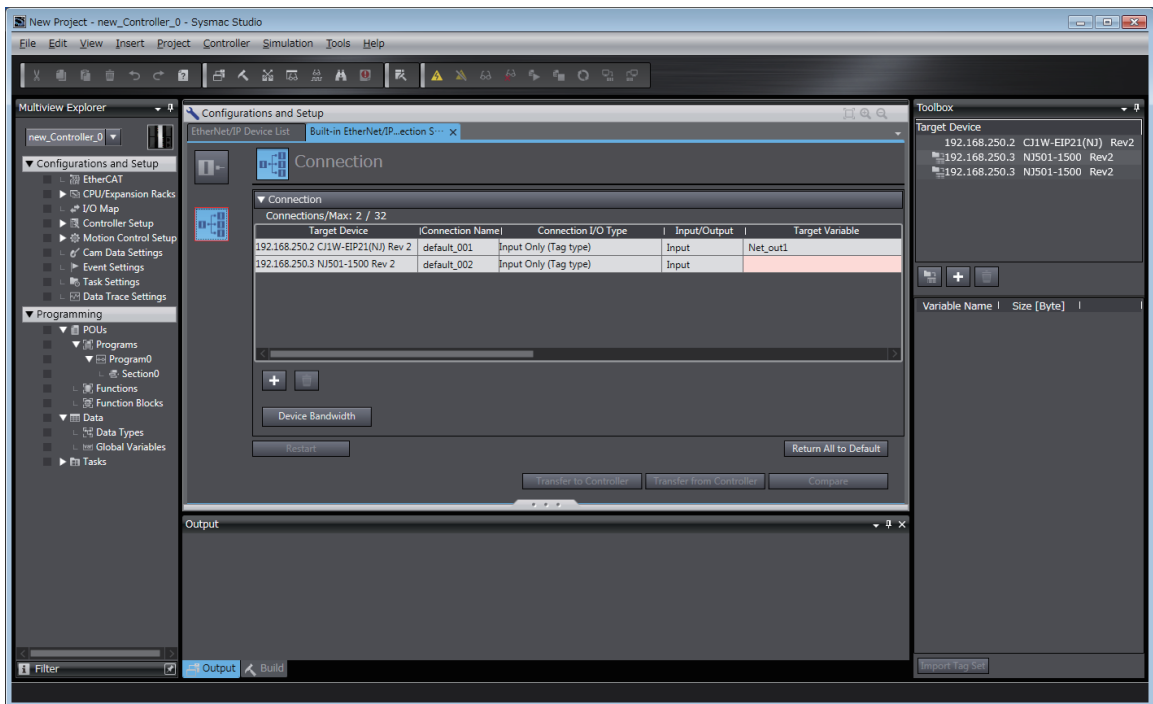 New Project - new_Controller_0 - Sysmac Studio
File Edit View Insert Project Controller Simulation Tools Help
Multiview Explorer
new_Controller_0
Configurations and Setup
EtherCAT
CPU/Expansion Racks
I/O Map
Controller Setup
Motion Control Setup
Cam Data Settings
Event Settings
Task Settings
Data Trace Settings
Programming
POUs
Programs
Program0
Section0
Functions
Function Blocks
Data
Data Types
Global Variables
Tasks
Filter
Configurations and Setup
EtherNet/IP Device List Built-in EtherNet/IP...ection S...
Connection
Connection
Connections/Max: 2 / 32
Target Device Connection Name Connection I/O Type Input/Output Target Variable
192.168.250.2 CJ1W-EIP21(NJ) Rev 2 default_001 Input Only (Tag type) Input Net_out1
192.168.250.3 NJ501-1500 Rev 2 default_002 Input Only (Tag type) Input
Device Bandwidth
Restart Return All to Default
Transfer to Controller Transfer from Controller Compare
Output
Output Build
Toolbox
Target Device
192.168.250.2 CJ1W-EIP21(NJ) Rev2
192.168.250.3 NJ501-1500 Rev2
192.168.250.3 NJ501-1500 Rev2
Variable Name Size [Byte]
Import Tag Set